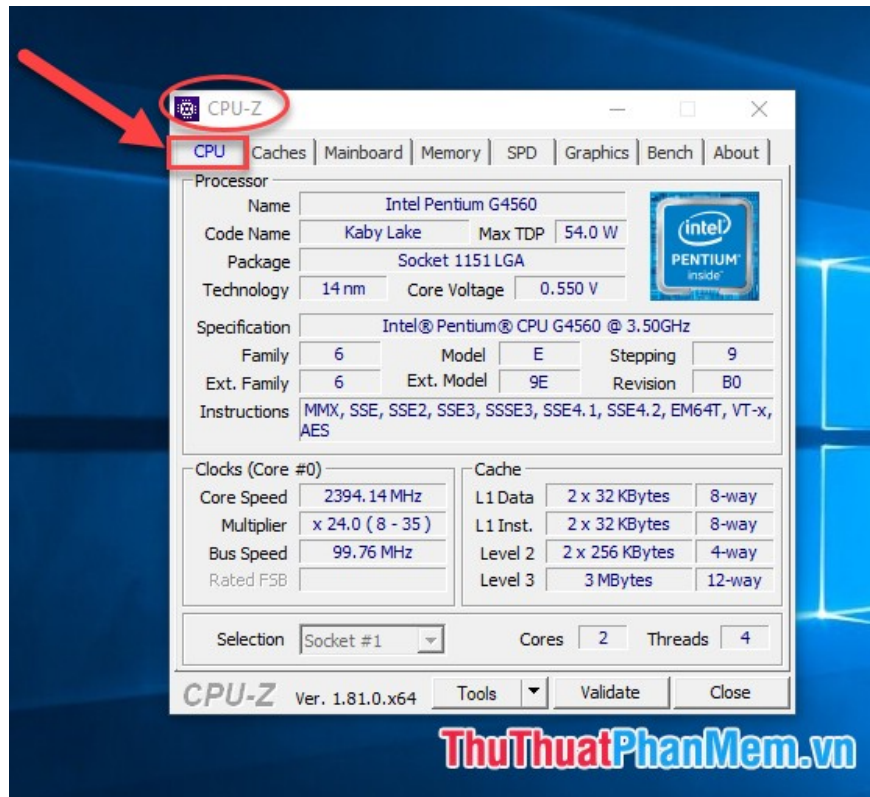 CPU-Z
CPU Caches Mainboard Memory SPD Graphics Bench About
Processor
Name Intel Pentium G4560
Code Name Kaby Lake Max TDP 54.0 W
Package Socket 1151 LGA
Technology 14 nm Core Voltage 0.550 V
intel
PENTIUM
inside
Specification Intel® Pentium® CPU G4560 @ 3.50GHz
Family 6 Model E Stepping 9
Ext. Family 6 Ext. Model 9E Revision B0
Instructions MMX, SSE, SSE2, SSE3, SSSE3, SSE4.1, SSE4.2, EM64T, VT-x,
AES
Clocks (Core #0)
Core Speed 2394.14 MHz
Multiplier x 24.0 ( 8 - 35 )
Bus Speed 99.76 MHz
Rated FSB
Cache
L1 Data 2 x 32 KBytes 8-way
L1 Inst. 2 x 32 KBytes 8-way
Level 2 2 x 256 KBytes 4-way
Level 3 3 MBytes 12-way
Selection Socket #1 Cores 2 Threads 4
CPU-Z Ver. 1.81.0.x64 Tools Validate Close
ThuThuatPhanMem.vn